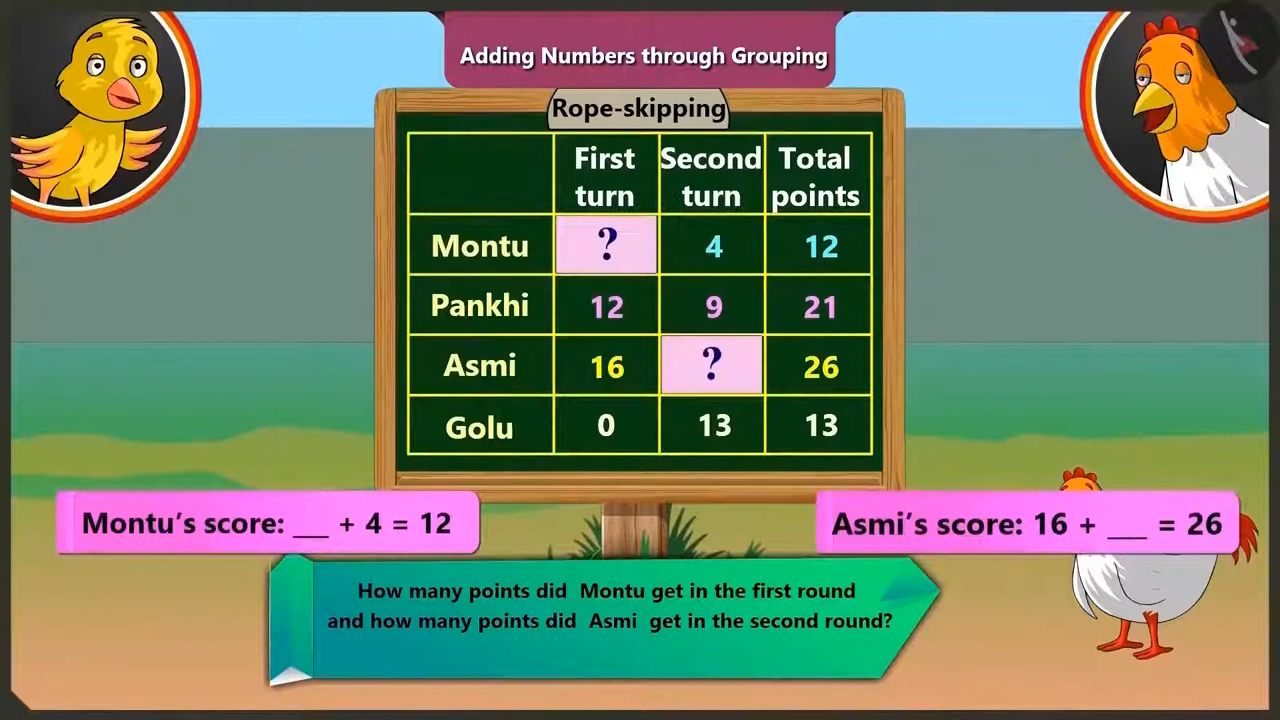 Adding Numbers through Grouping
Rope-skipping
First turn Second turn Total points
Montu ? 4 12
Pankhi 12 9 21
Asmi 16 ? 26
Golu 0 13 13
Montu's score: __ + 4 = 12
Asmi's score: 16 + __ = 26
How many points did Montu get in the first round
and how many points did Asmi get in the second round?